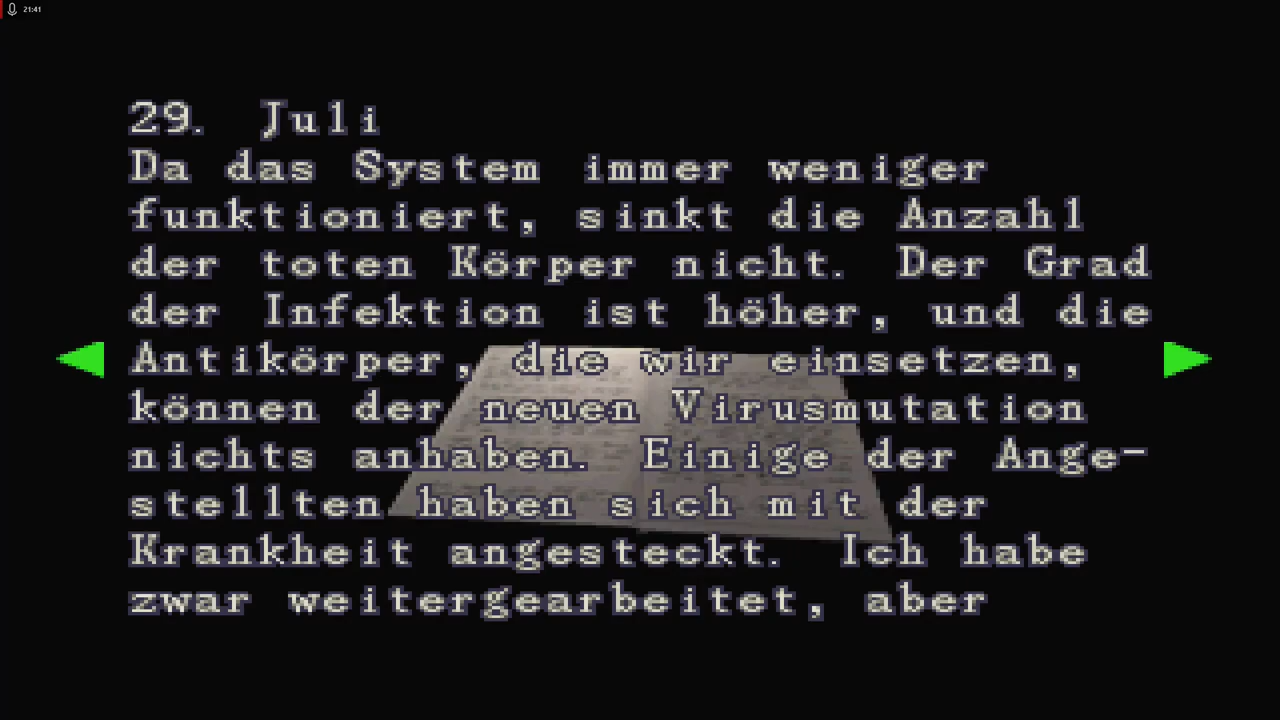 21:41
29. Juli
Da das System immer weniger
funktioniert, sinkt die Anzahl
der toten Körper nicht. Der Grad
der Infektion ist höher, und die
Antikörper, die wir einsetzen,
können der neuen Virusmutation
nichts anhaben. Einige der Ange-
stellten haben sich mit der
Krankheit angesteckt. Ich habe
zwar weitergearbeitet, aber